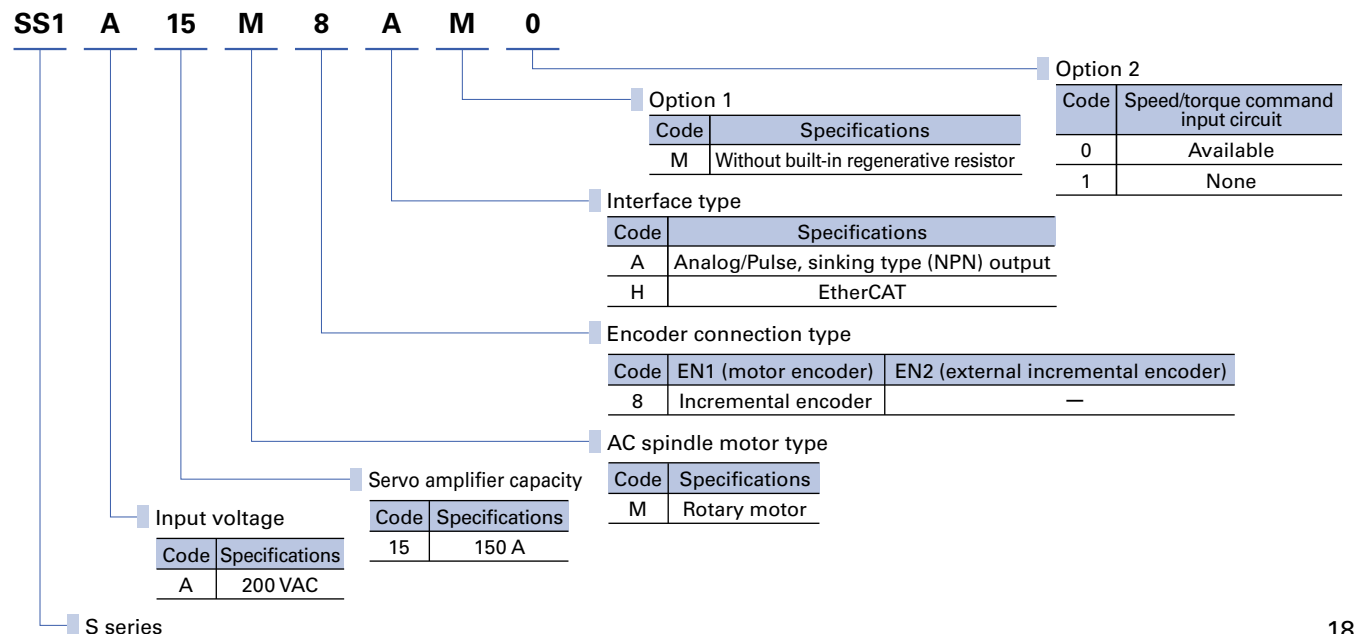 SS1 A 15 M 8 A M 0
Option 2
Code Speed/torque command input circuit
0 Available
1 None
Option 1
Code Specifications
M Without built-in regenerative resistor
Interface type
Code Specifications
A Analog/Pulse, sinking type (NPN) output
H EtherCAT
Encoder connection type
Code EN1 (motor encoder) EN2 (external incremental encoder)
8 Incremental encoder —
AC spindle motor type
Code Specifications
M Rotary motor
Servo amplifier capacity
Code Specifications
15 150 A
Input voltage
Code Specifications
A 200 VAC
S series
18